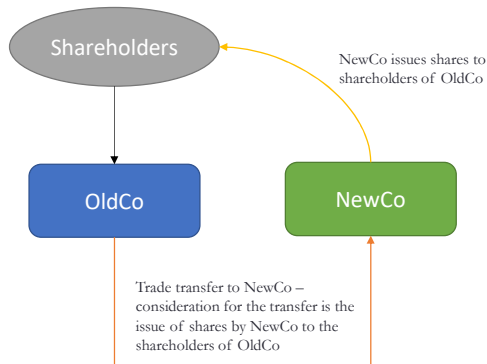 Shareholders
NewCo issues shares to
shareholders of OldCo
OldCo
NewCo
Trade transfer to NewCo –
consideration for the transfer is the
issue of shares by NewCo to the
shareholders of OldCo